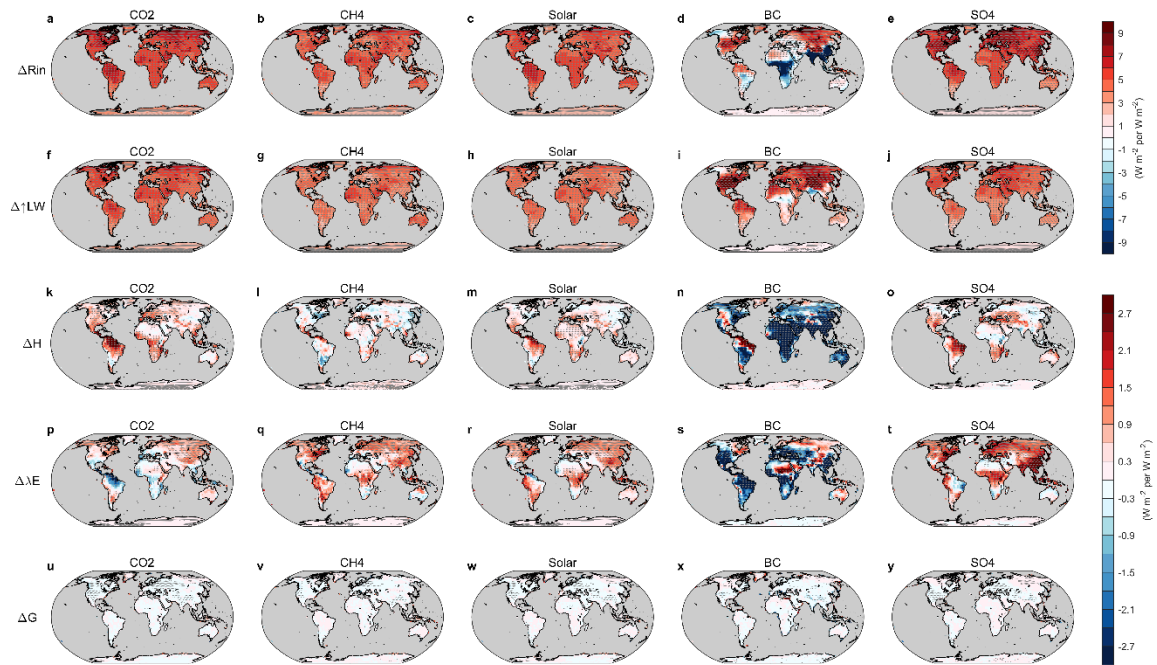 a CO2 b CH4 c Solar d BC e SO4
ΔRin
9
7
5
3
1
-1
-3
-5
-7
-9
(W m-2 per W m-2)
f CO2 g CH4 h Solar i BC j SO4
Δ↑LW
k CO2 l CH4 m Solar n BC o SO4
ΔH
2.7
2.1
1.5
0.9
0.3
-0.3
-0.9
-1.5
-2.1
-2.7
(W m-2 per W m-2)
p CO2 q CH4 r Solar s BC t SO4
ΔλE
u CO2 v CH4 w Solar x BC y SO4
ΔG